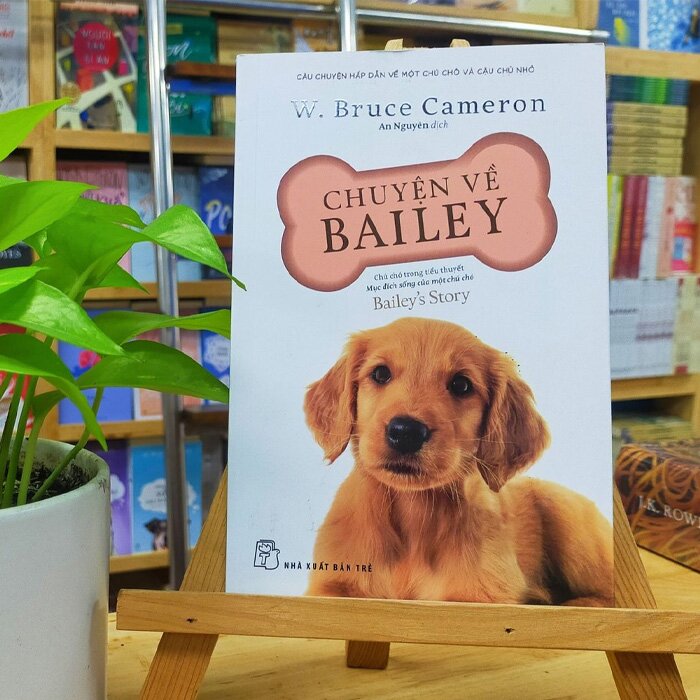 CÂU CHUYỆN HẤP DẪN VỀ MỘT CHÚ CHÓ VÀ CẬU CHỦ NHỎ
W. Bruce Cameron
An Nguyên dịch
CHUYỆN VỀ
BAILEY
Chú chó trong tiểu thuyết
Mục đích sống của một chú chó
Bailey's Story
NHÀ XUẤT BẢN TRẺ
J.K. ROW